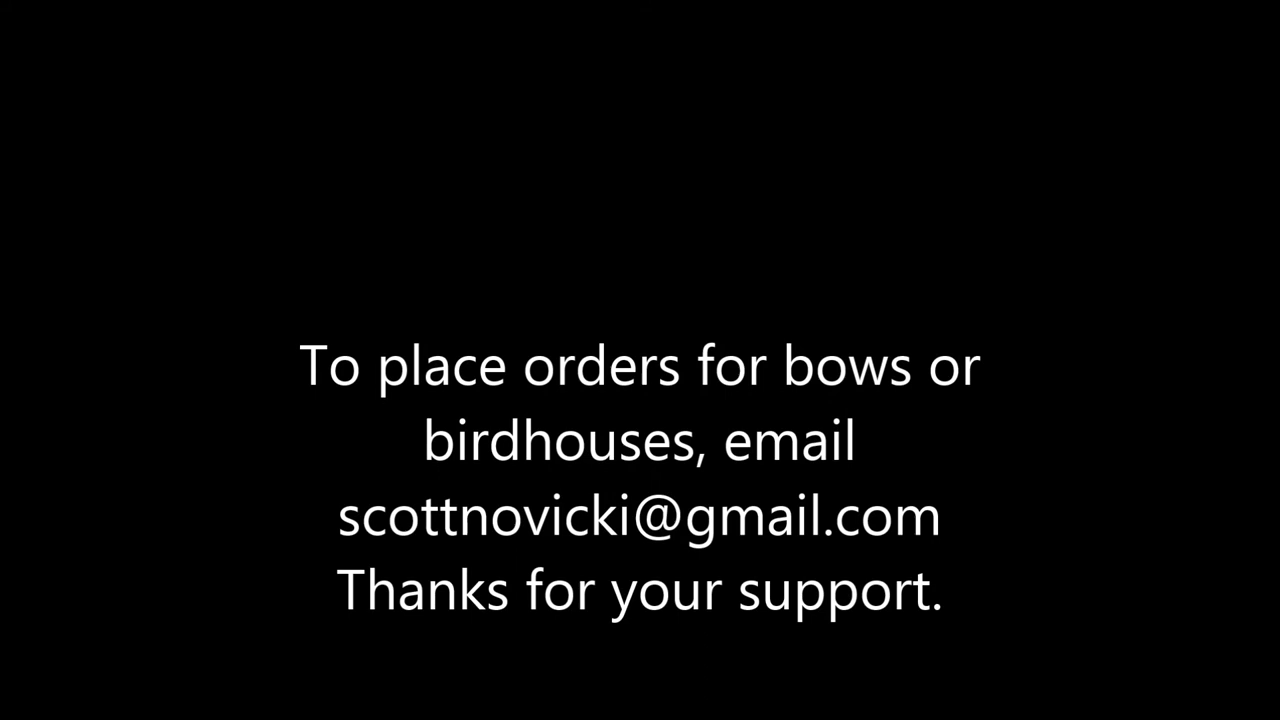 To place orders for bows or
birdhouses, email
scottnovicki@gmail.com
Thanks for your support.